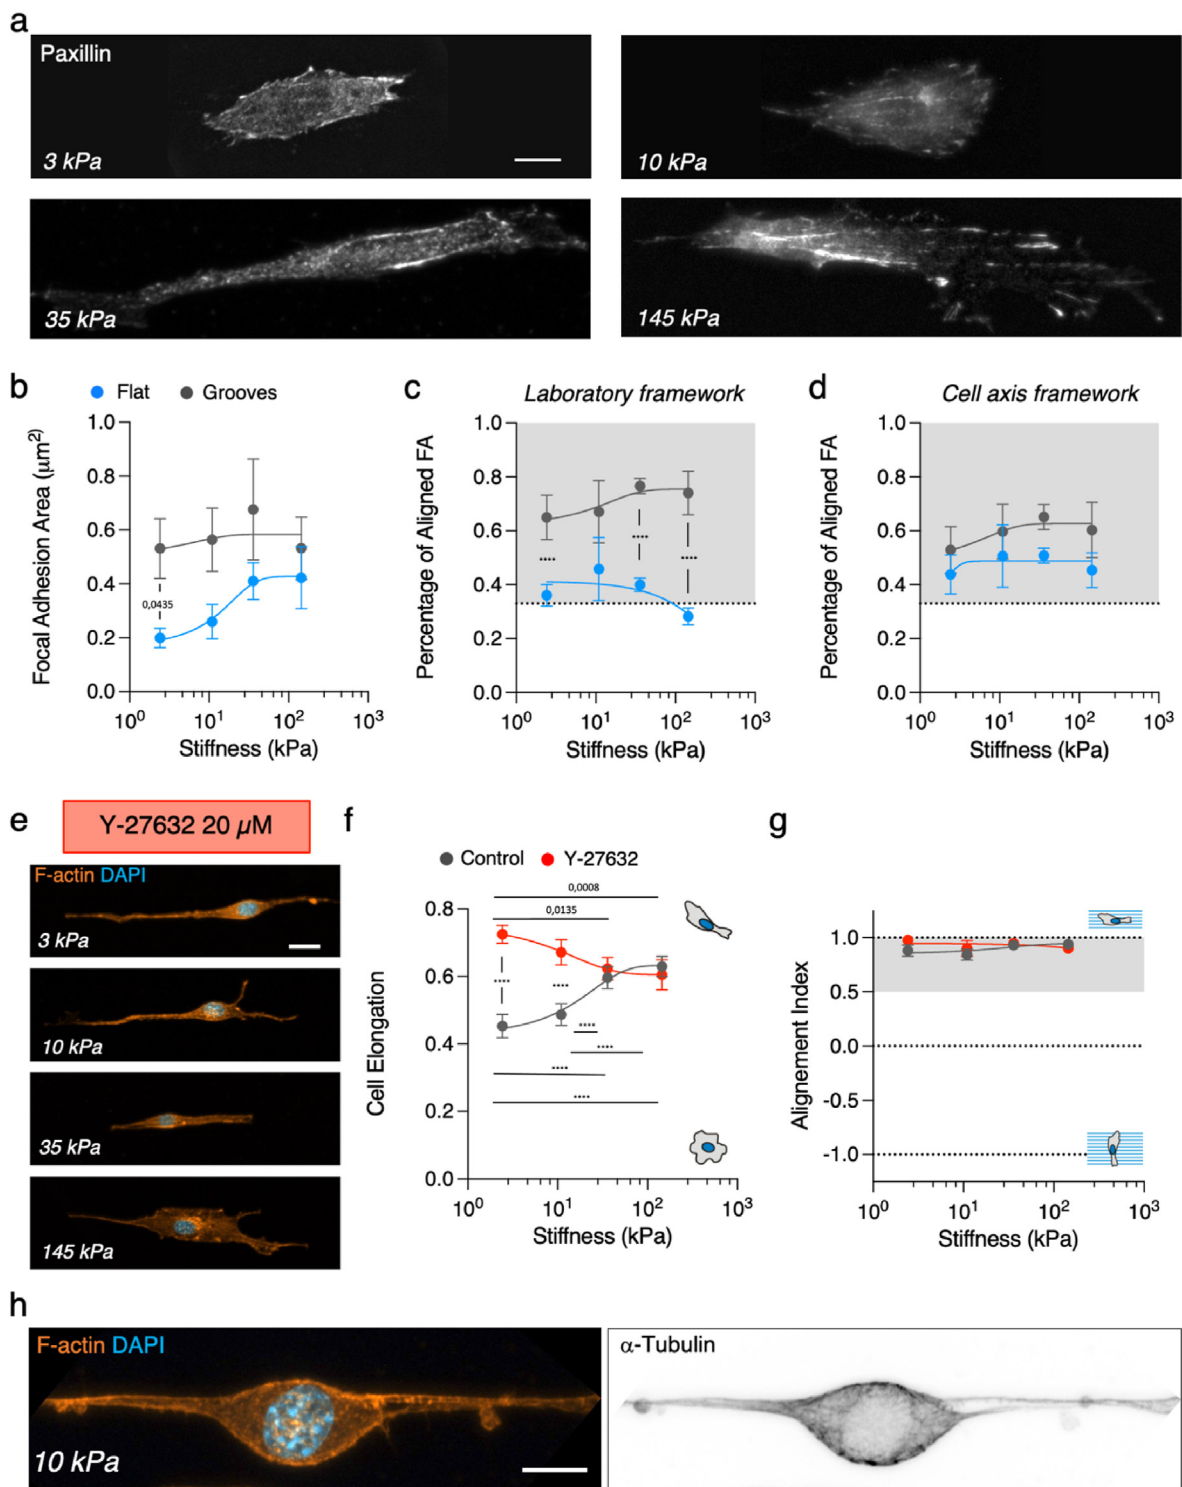 a
Paxillin
3 kPa
10 kPa
35 kPa
145 kPa
b
Flat
Grooves
Focal Adhesion Area (μm²)
1.0
0.8
0.6
0.4
0.2
0.0
0,0435
10⁰ 10¹ 10² 10³
Stiffness (kPa)
c
Laboratory framework
Percentage of Aligned FA
1.0
0.8
0.6
0.4
0.2
0.0
****
****
****
10⁰ 10¹ 10² 10³
Stiffness (kPa)
d
Cell axis framework
Percentage of Aligned FA
1.0
0.8
0.6
0.4
0.2
0.0
10⁰ 10¹ 10² 10³
Stiffness (kPa)
e
Y-27632 20 μM
F-actin DAPI
3 kPa
10 kPa
35 kPa
145 kPa
f
Control
Y-27632
Cell Elongation
0.8
0.6
0.4
0.2
0.0
0,0008
0,0135
****
****
****
****
****
****
10⁰ 10¹ 10² 10³
Stiffness (kPa)
g
Alignement Index
1.0
0.5
0.0
-0.5
-1.0
10⁰ 10¹ 10² 10³
Stiffness (kPa)
h
F-actin DAPI
10 kPa
α-Tubulin